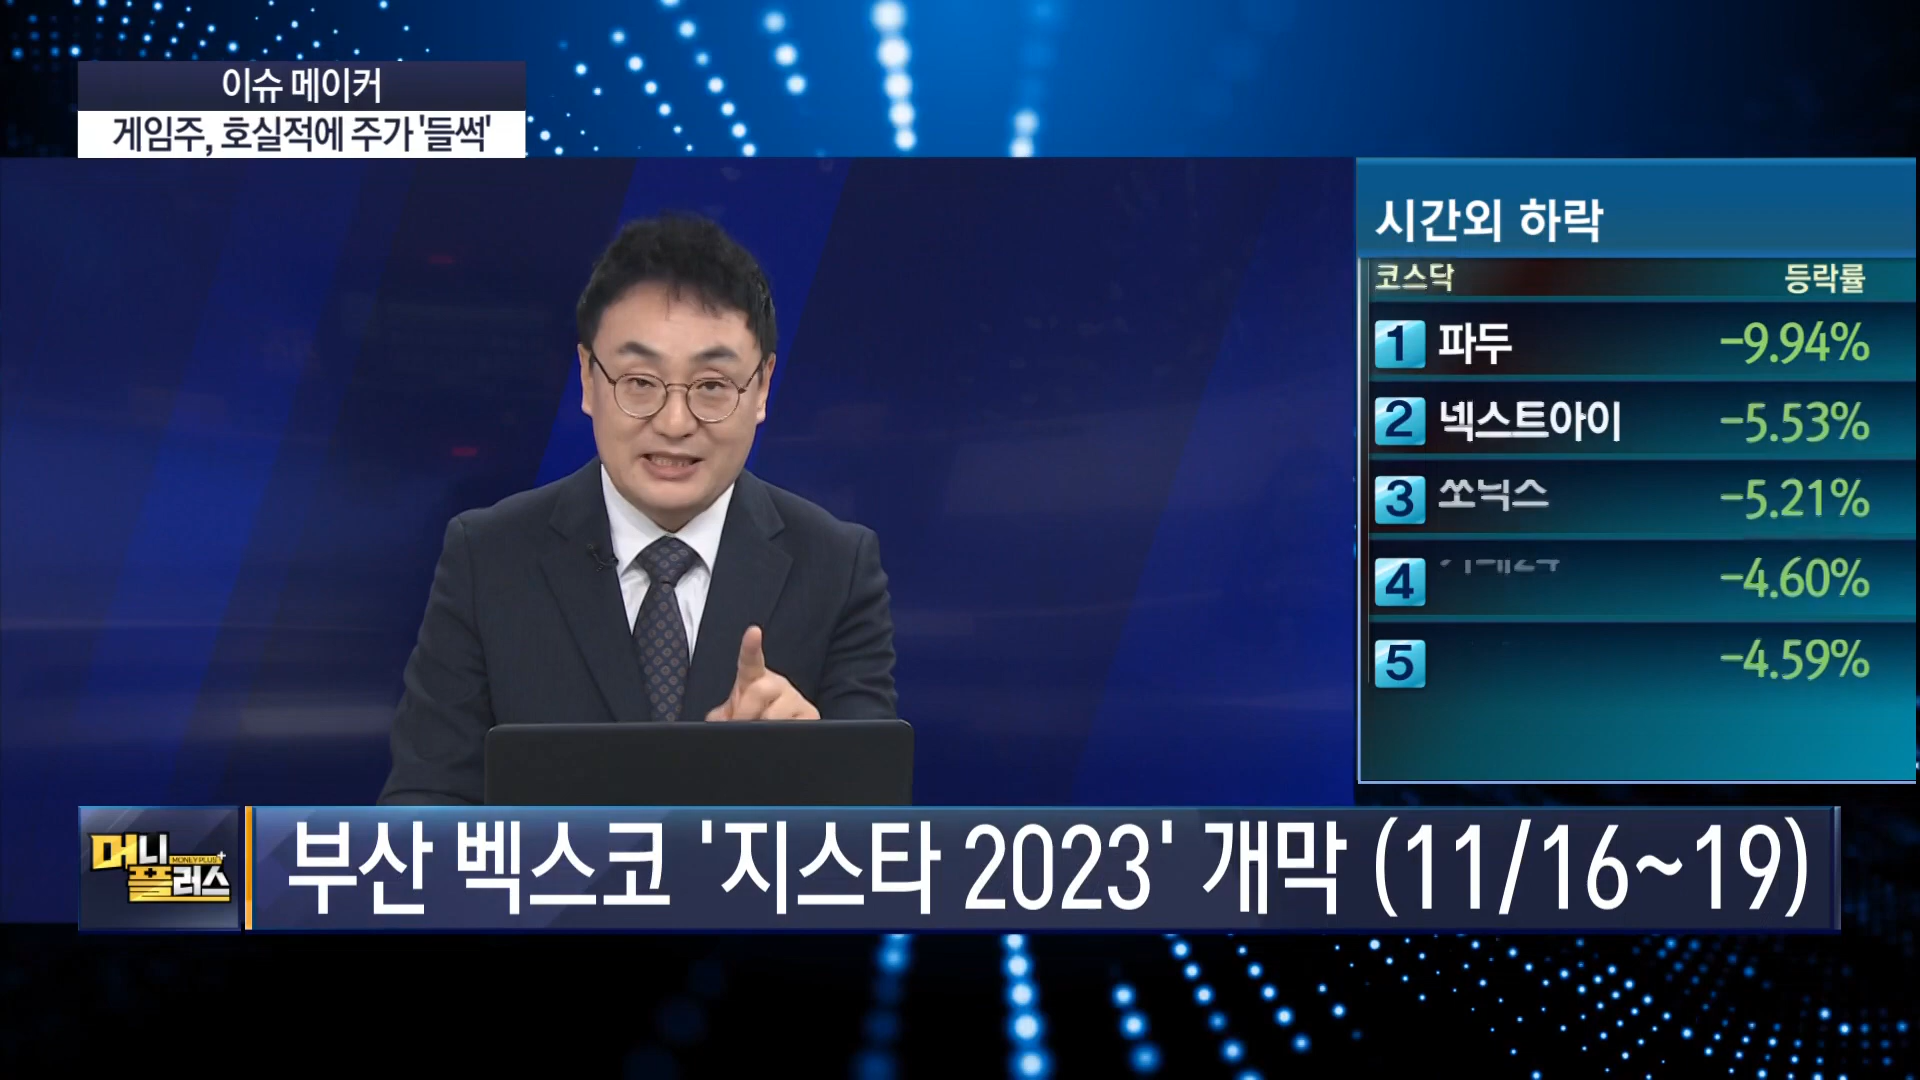 이슈 메이커
게임주, 호실적에 주가 '들썩'
시간외 하락
코스닥 등락률
1 파두 -9.94%
2 넥스트아이 -5.53%
3 쏘닉스 -5.21%
4 -4.60%
5 -4.59%
머니
MONEY PLUS+
플러스
부산 벡스코 '지스타 2023' 개막 (11/16~19)